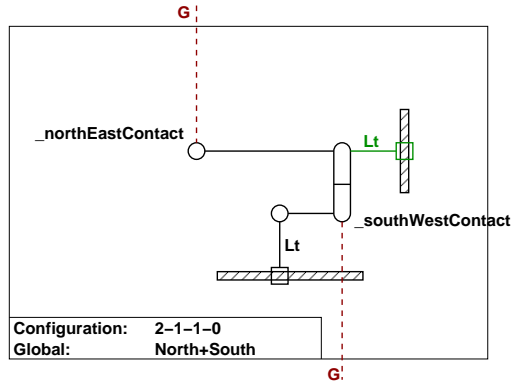 G
_northEastContact
Lt
_southWestContact
Lt
Configuration: 2–1–1–0
Global: North+South
G